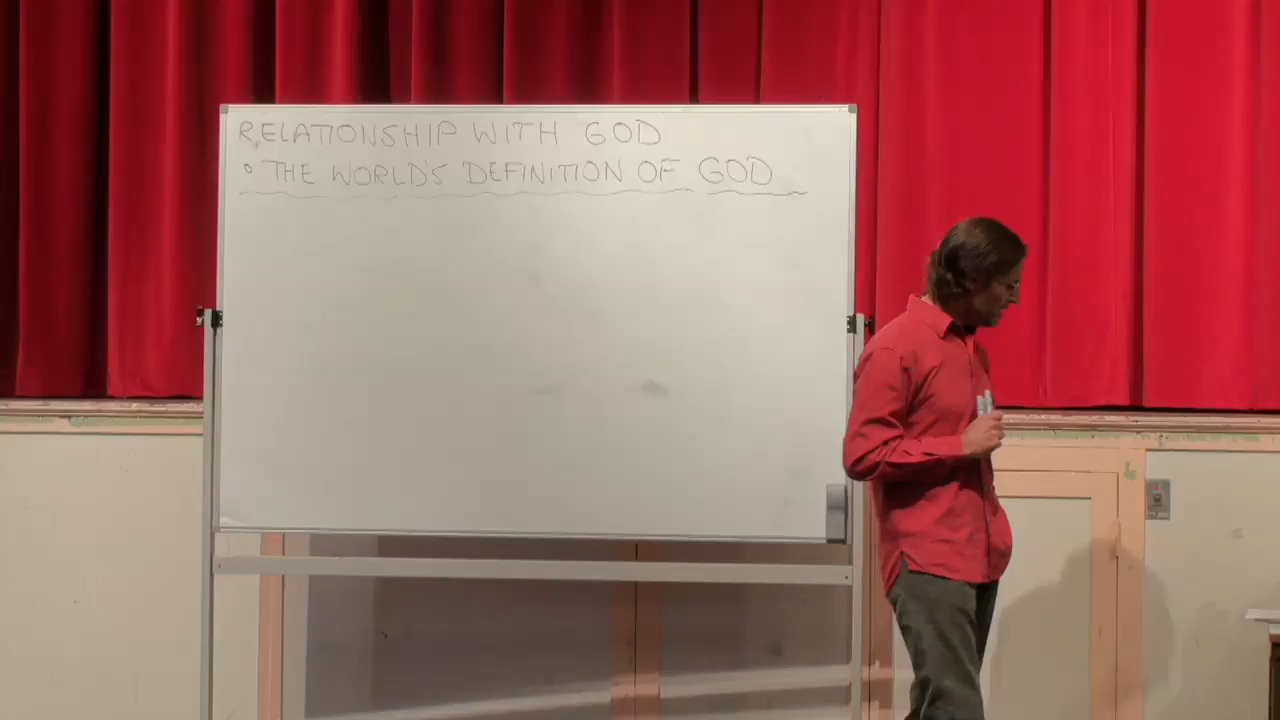 RELATIONSHIP WITH GOD
• THE WORLD'S DEFINITION OF GOD